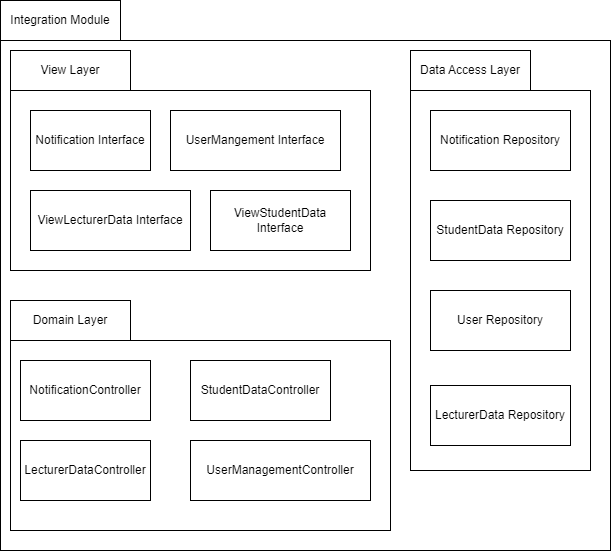 Integration Module
View Layer
Notification Interface
UserMangement Interface
ViewLecturerData Interface
ViewStudentData
Interface
Domain Layer
NotificationController
StudentDataController
LecturerDataController
UserManagementController
Data Access Layer
Notification Repository
StudentData Repository
User Repository
LecturerData Repository